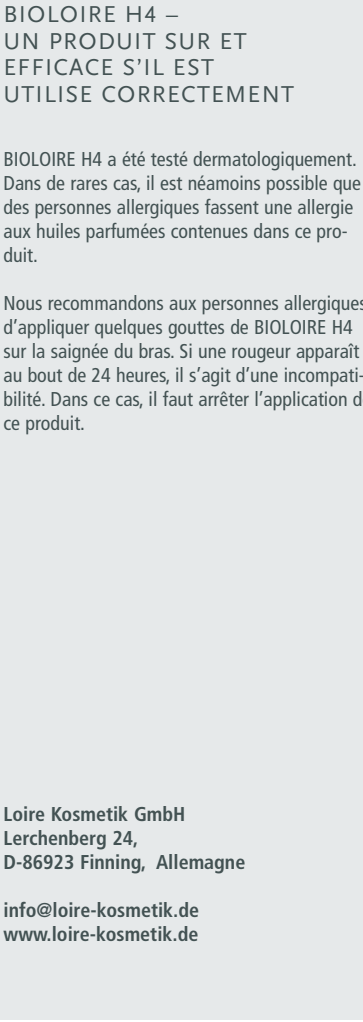 BIOLOIRE H4 –
UN PRODUIT SUR ET
EFFICACE S’IL EST
UTILISE CORRECTEMENT
BIOLOIRE H4 a été testé dermatologiquement.
Dans de rares cas, il est néamoins possible que
des personnes allergiques fassent une allergie
aux huiles parfumées contenues dans ce pro-
duit.
Nous recommandons aux personnes allergiques
d’appliquer quelques gouttes de BIOLOIRE H4
sur la saignée du bras. Si une rougeur apparaît
au bout de 24 heures, il s’agit d’une incompati-
bilité. Dans ce cas, il faut arrêter l’application d
ce produit.
Loire Kosmetik GmbH
Lerchenberg 24,
D-86923 Finning, Allemagne
info@loire-kosmetik.de
www.loire-kosmetik.de